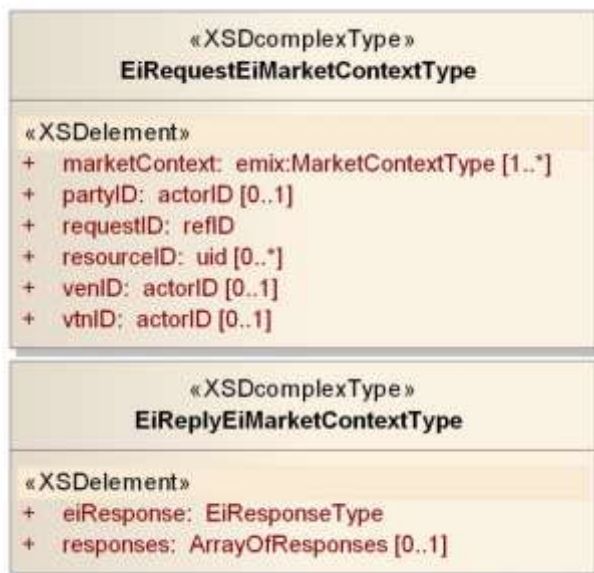 «XSDcomplexType»
EiRequestEiMarketContextType
«XSDelement»
+ marketContext: emix:MarketContextType [1..*]
+ partyID: actorID [0..1]
+ requestID: refID
+ resourceID: uid [0..*]
+ venID: actorID [0..1]
+ vtnID: actorID [0..1]
«XSDcomplexType»
EiReplyEiMarketContextType
«XSDelement»
+ eiResponse: EiResponseType
+ responses: ArrayOfResponses [0..1]